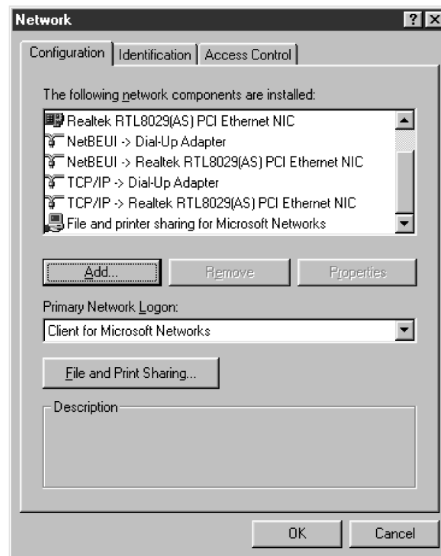 Network
Configuration Identification Access Control
The following network components are installed:
Realtek RTL8029(AS) PCI Ethernet NIC
NetBEUI -> Dial-Up Adapter
NetBEUI -> Realtek RTL8029(AS) PCI Ethernet NIC
TCP/IP -> Dial-Up Adapter
TCP/IP -> Realtek RTL8029(AS) PCI Ethernet NIC
File and printer sharing for Microsoft Networks
Add... Remove Properties
Primary Network Logon:
Client for Microsoft Networks
File and Print Sharing...
Description
OK Cancel